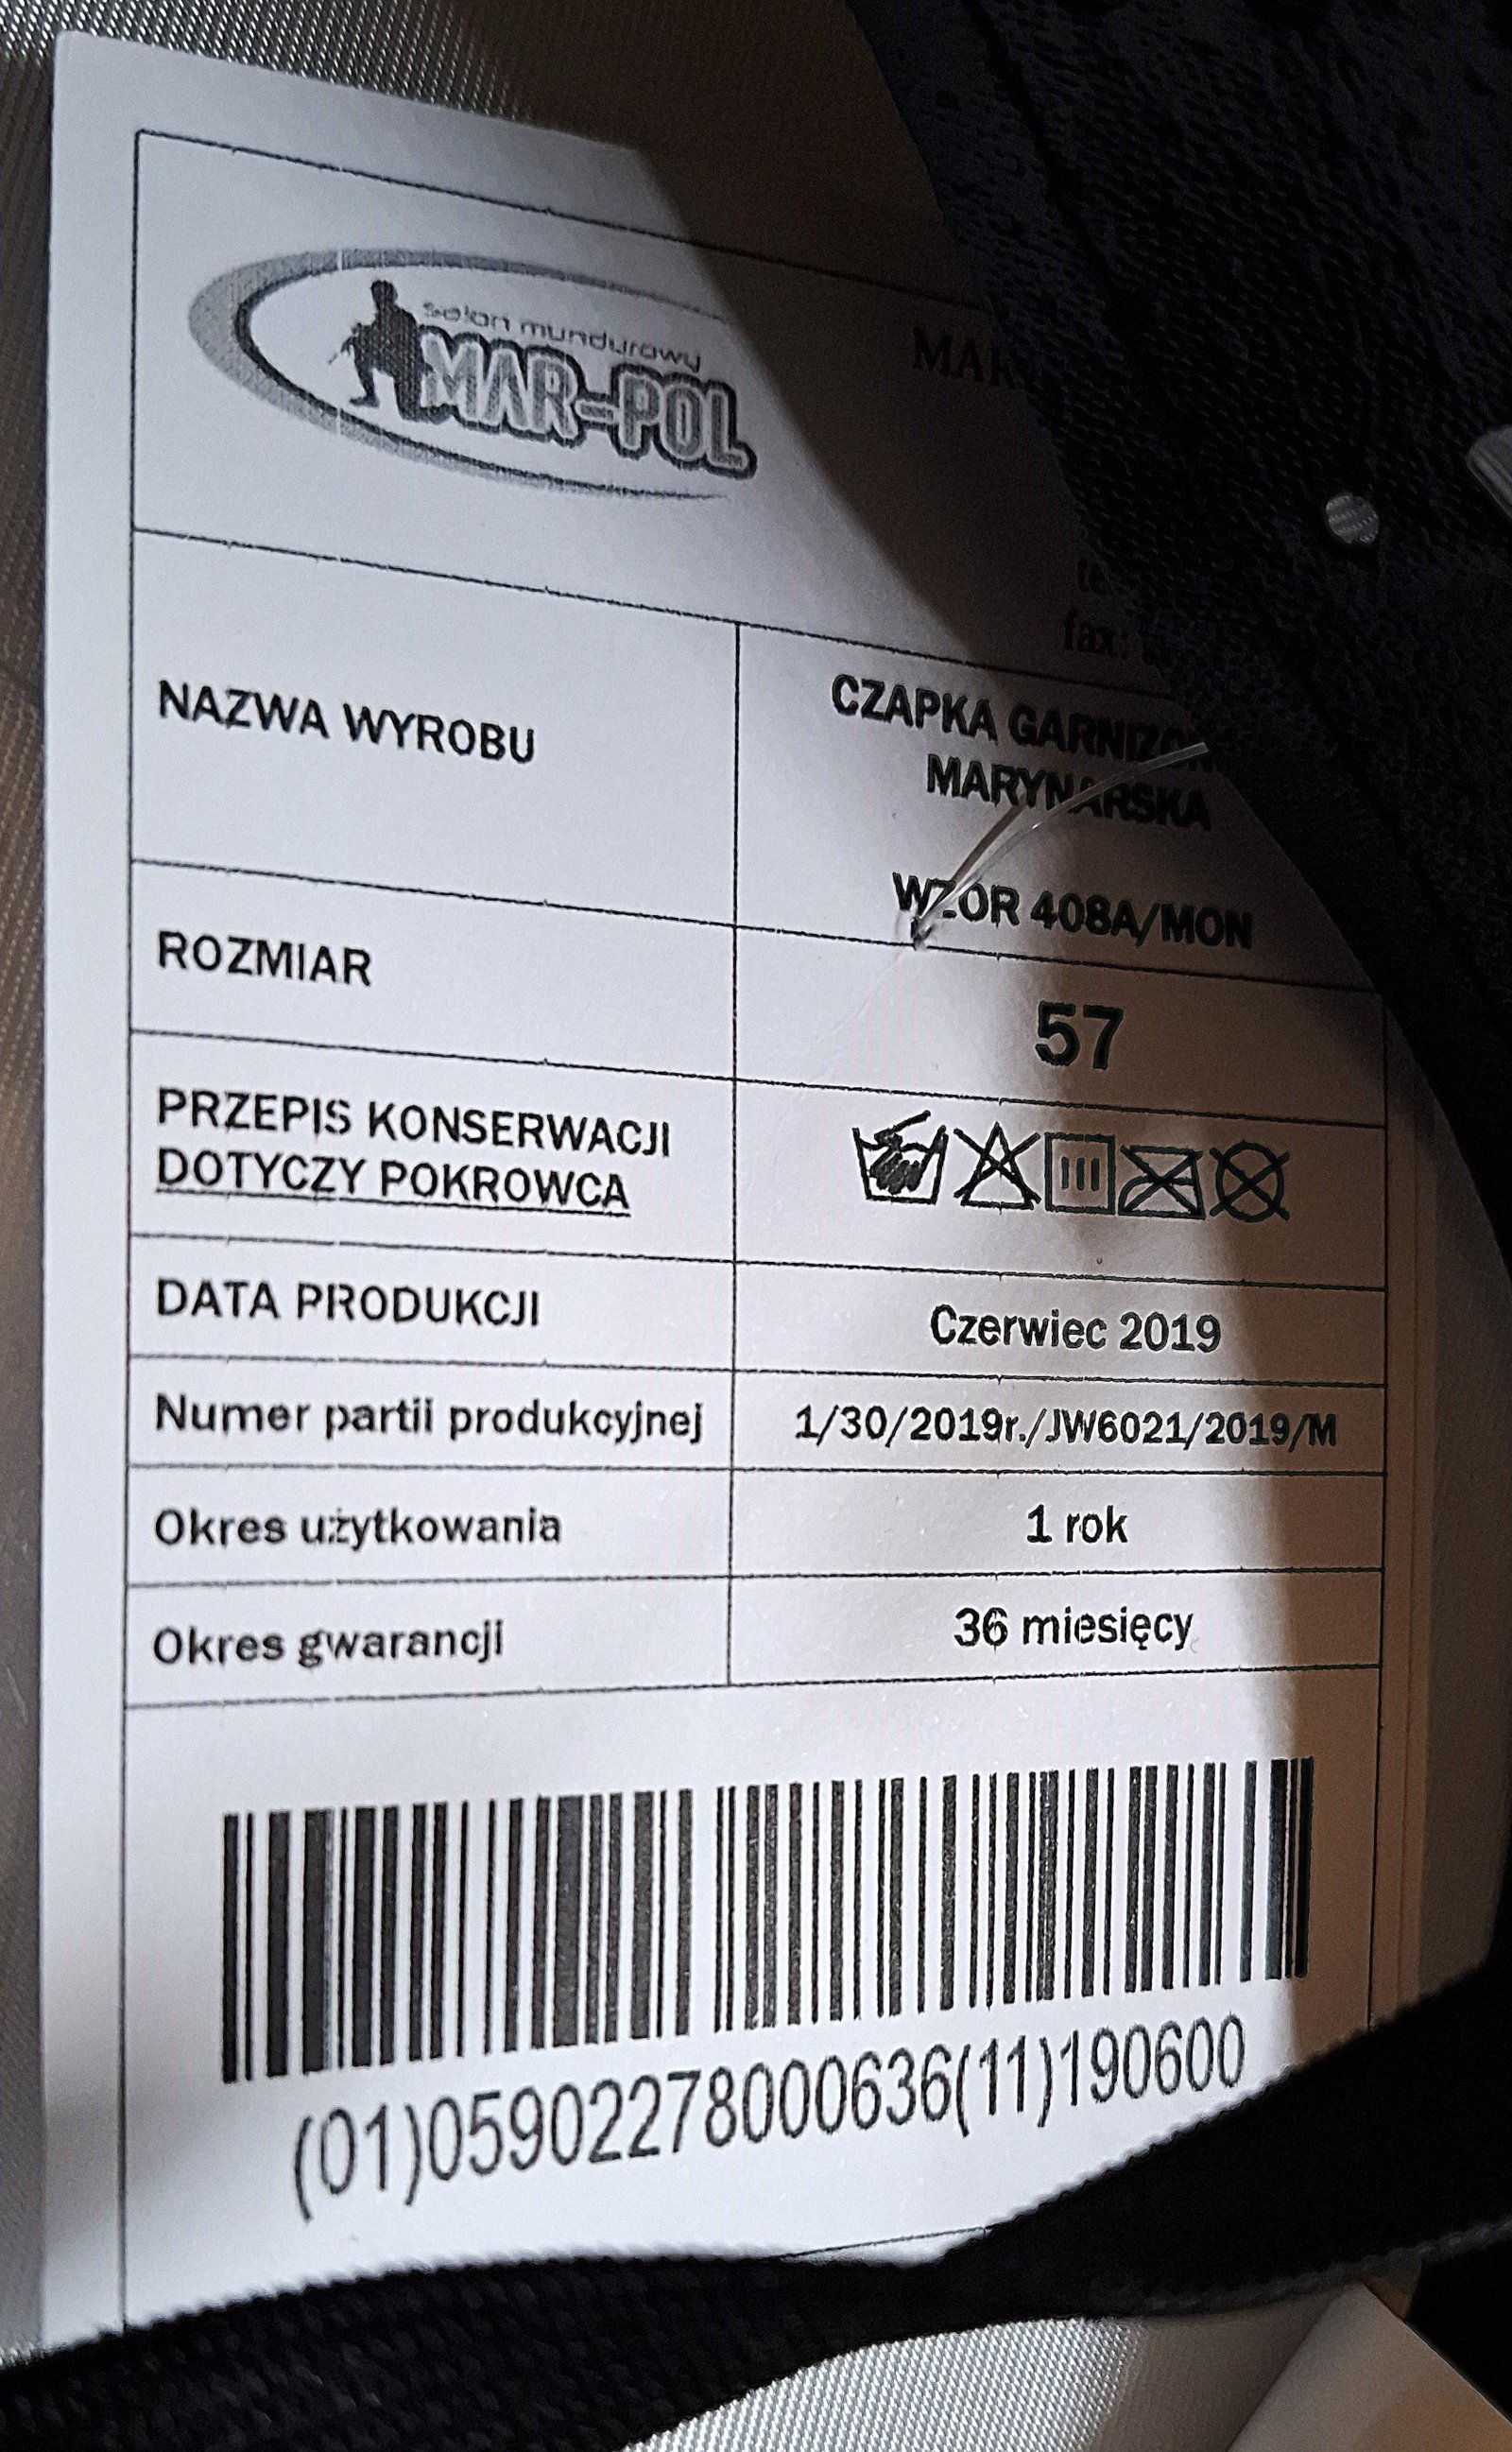 salon mundurowy
MAR-POL
fax:
NAZWA WYROBU
CZAPKA
MARYNARSKA
WZÓR 408A/MON
ROZMIAR
57
PRZEPIS KONSERWACJI
DOTYCZY POKROWCA
DATA PRODUKCJI
Czerwiec 2019
Numer partii produkcyjnej
1/30/2019r./JW6021/2019/M
Okres użytkowania
1 rok
Okres gwarancji
36 miesięcy
(01)05902278000636(11)190600